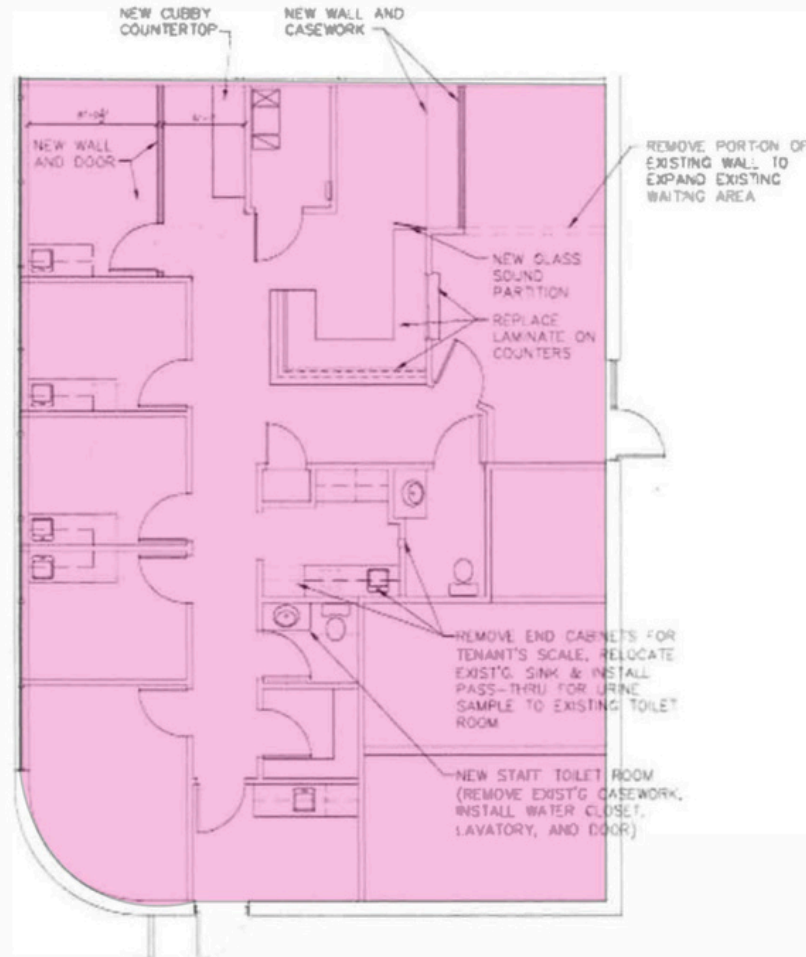 NEW CUBBY
COUNTERTOP
NEW WALL AND
CASEWORK
NEW WALL
AND DOOR
REMOVE PORTION OF
EXISTING WALL TO
EXPAND EXISTING
WAITING AREA
NEW GLASS
SOUND
PARTITION
REPLACE
LAMINATE ON
COUNTERS
REMOVE END CABINETS FOR
TENANT'S SCALE, RELOCATE
EXIST'G. SINK & INSTALL
PASS-THRU FOR URINE
SAMPLE TO EXISTING TOILET
ROOM
NEW STAFF TOILET ROOM
(REMOVE EXIST'G CASEWORK,
INSTALL WATER CLOSET,
LAVATORY, AND DOOR)